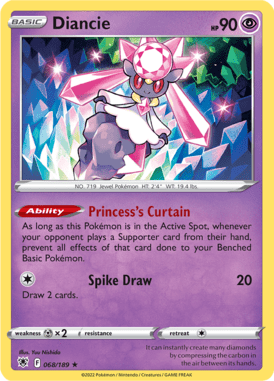 BASIC Diancie HP 90
NO. 719 Jewel Pokémon HT: 2'4" WT: 19.4 lbs.
Ability Princess's Curtain
As long as this Pokémon is in the Active Spot, whenever
your opponent plays a Supporter card from their hand,
prevent all effects of that card done to your Benched
Basic Pokémon.
Spike Draw 20
Draw 2 cards.
weakness ×2 resistance retreat
Illus. Yuu Nishida
F 068/189 ★
It can instantly create many diamonds
by compressing the carbon in
the air between its hands.
©2022 Pokémon / Nintendo / Creatures / GAME FREAK